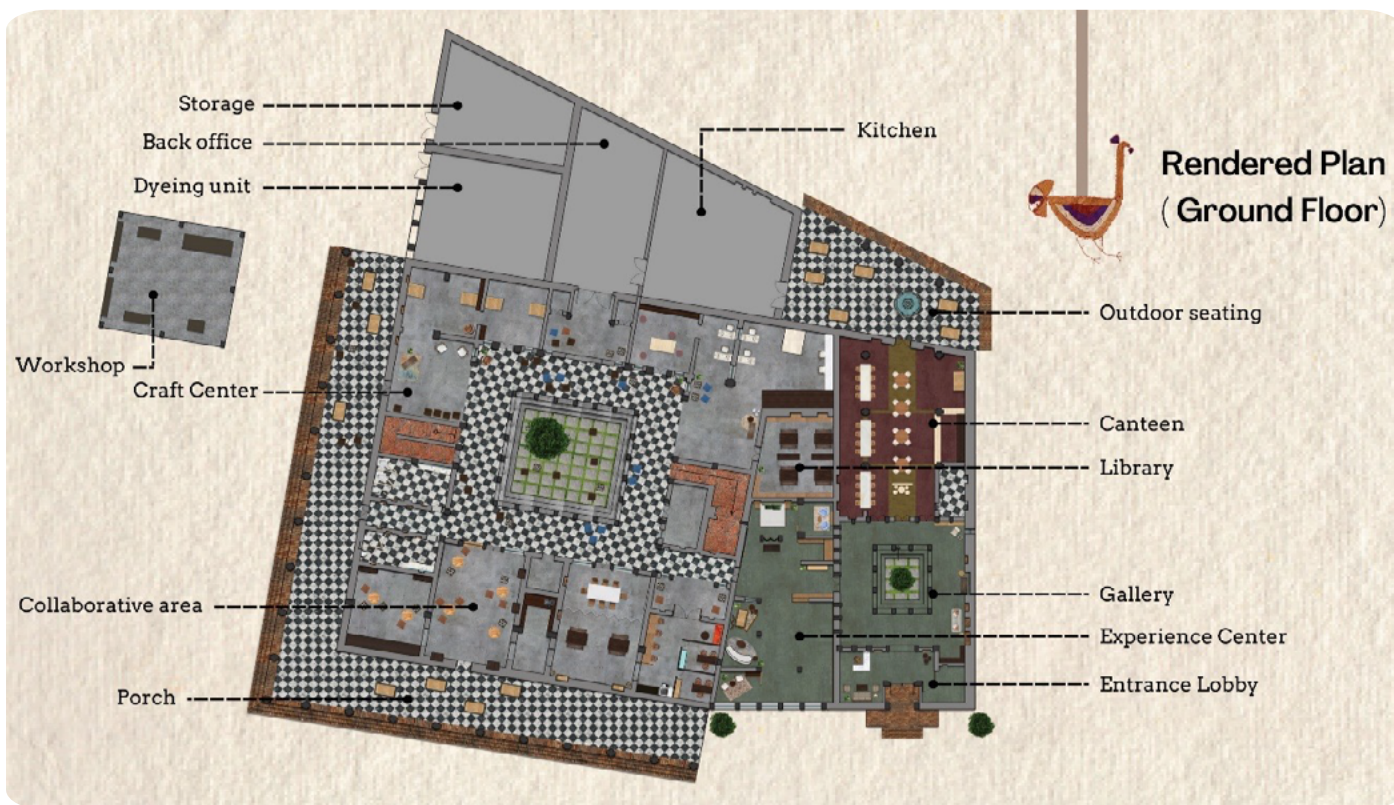 Storage
Back office
Dyeing unit
Kitchen
Rendered Plan
( Ground Floor)
Workshop
Craft Center
Outdoor seating
Canteen
Library
Collaborative area
Gallery
Experience Center
Entrance Lobby
Porch